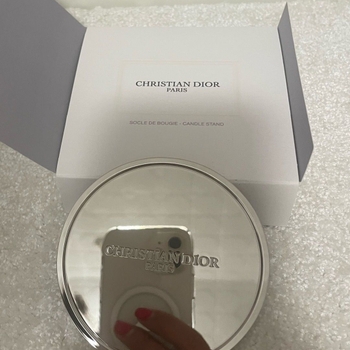 CHRISTIAN DIOR
PARIS
SOCLE DE BOUGIE - CANDLE STAND
CHRISTIAN DIOR
PARIS